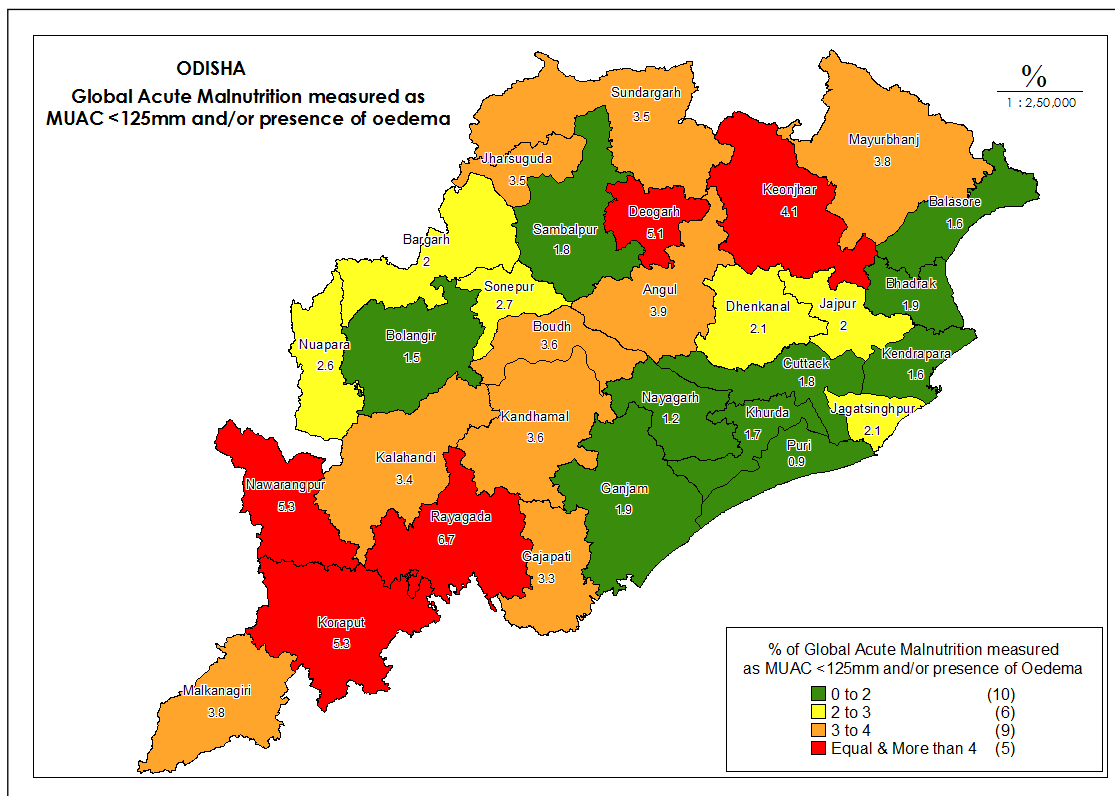 ODISHA
Global Acute Malnutrition measured as
MUAC <125mm and/or presence of oedema
%
1 : 2,50,000
Sundargarh
3.5
Jharsuguda
3.5
Mayurbhanj
3.8
Keonjhar
4.1
Balasore
1.6
Deogarh
5.1
Sambalpur
1.8
Bargarh
2
Sonepur
2.7
Angul
3.9
Bhadrak
1.9
Dhenkanal
2.1
Jajpur
2
Boudh
3.6
Bolangir
1.5
Nuapara
2.6
Kendrapara
1.6
Cuttack
1.8
Nayagarh
1.2
Khurda
1.7
Jagatsinghpur
2.1
Kandhamal
3.6
Puri
0.9
Kalahandi
3.4
Nawarangpur
5.3
Ganjam
1.9
Rayagada
6.7
Gajapati
3.3
Koraput
5.3
Malkanagiri
3.8
% of Global Acute Malnutrition measured
as MUAC <125mm and/or presence of Oedema
0 to 2 (10)
2 to 3 (6)
3 to 4 (9)
Equal & More than 4 (5)